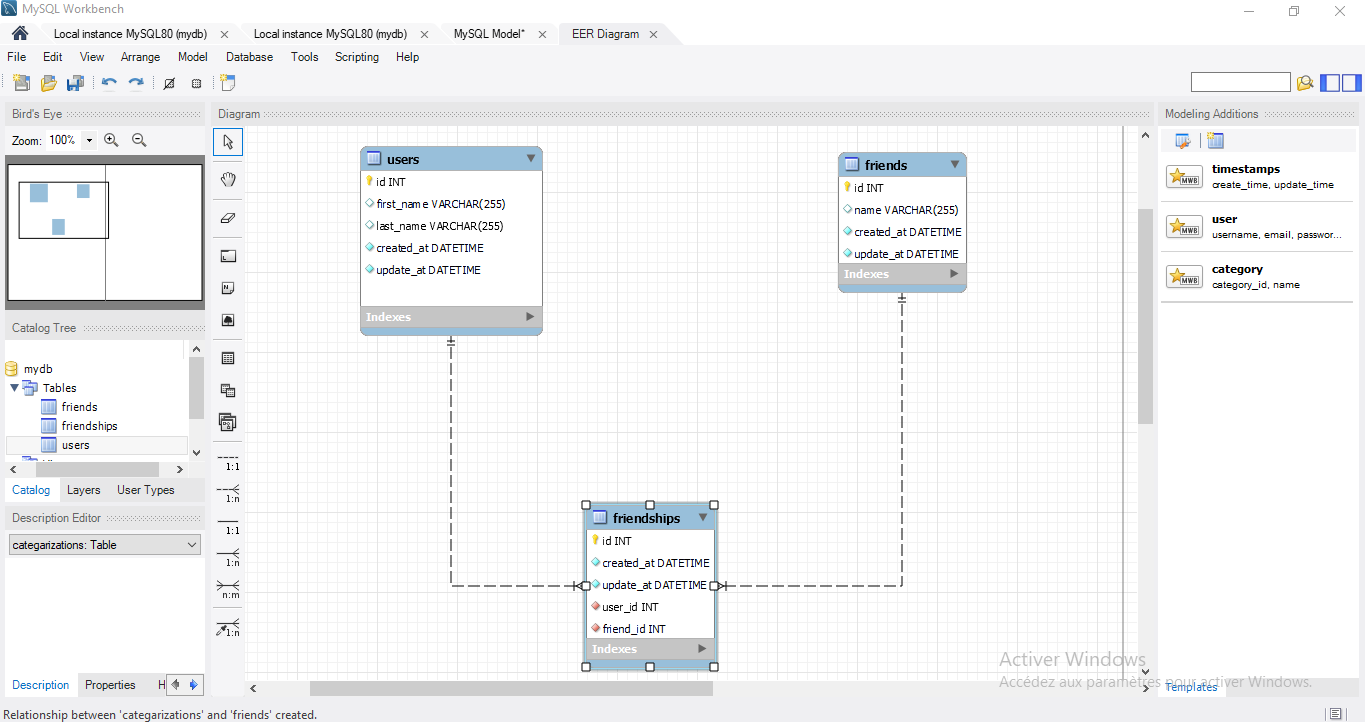 MySQL Workbench
Local instance MySQL80 (mydb)
Local instance MySQL80 (mydb)
MySQL Model*
EER Diagram
File Edit View Arrange Model Database Tools Scripting Help
Bird's Eye
Zoom: 100%
Catalog Tree
mydb
Tables
friends
friendships
users
Catalog Layers User Types
Description Editor
categarizations: Table
Description Properties H
Diagram
1:1
1:n
1:1
1:n
n:m
1:n
users
id INT
first_name VARCHAR(255)
last_name VARCHAR(255)
created_at DATETIME
update_at DATETIME
Indexes
friends
id INT
name VARCHAR(255)
created_at DATETIME
update_at DATETIME
Indexes
friendships
id INT
created_at DATETIME
update_at DATETIME
user_id INT
friend_id INT
Indexes
Modeling Additions
MWB
timestamps
create_time, update_time
MWB
user
username, email, passwor...
MWB
category
category_id, name
Templates
Activer Windows
Accédez aux paramètres pour activer Windows.
Relationship between 'categarizations' and 'friends' created.